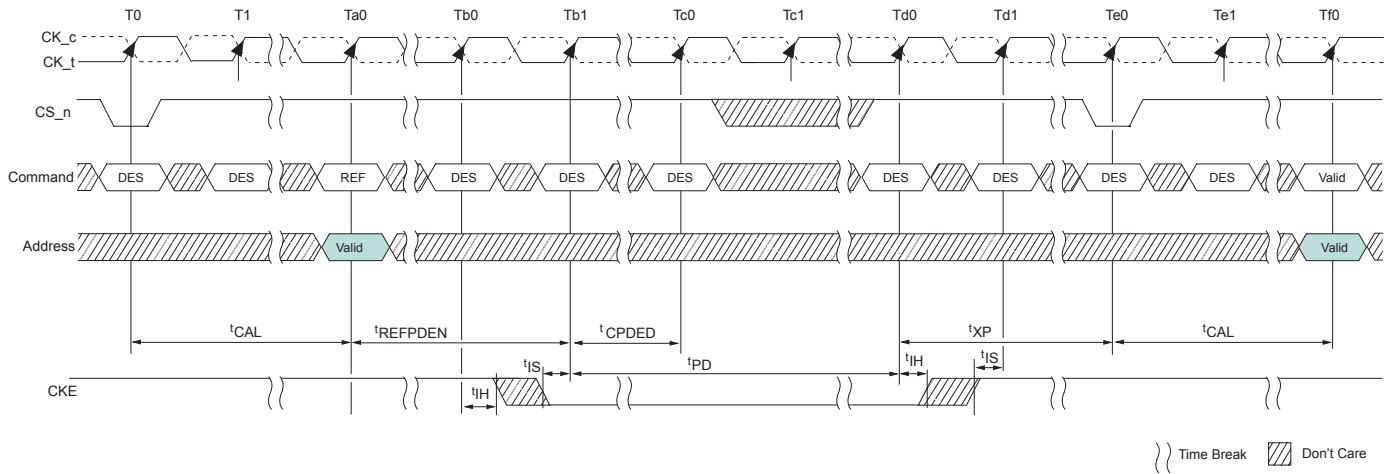 T0 T1 Ta0 Tb0 Tb1 Tc0 Tc1 Td0 Td1 Te0 Te1 Tf0
CK_c
CK_t
CS_n
Command DES DES REF DES DES DES DES DES DES DES Valid
Address Valid Valid
tCAL tREFPDEN tCPDED tXP tCAL
tIS tPD tIH tIS
CKE tIH
Time Break Don't Care